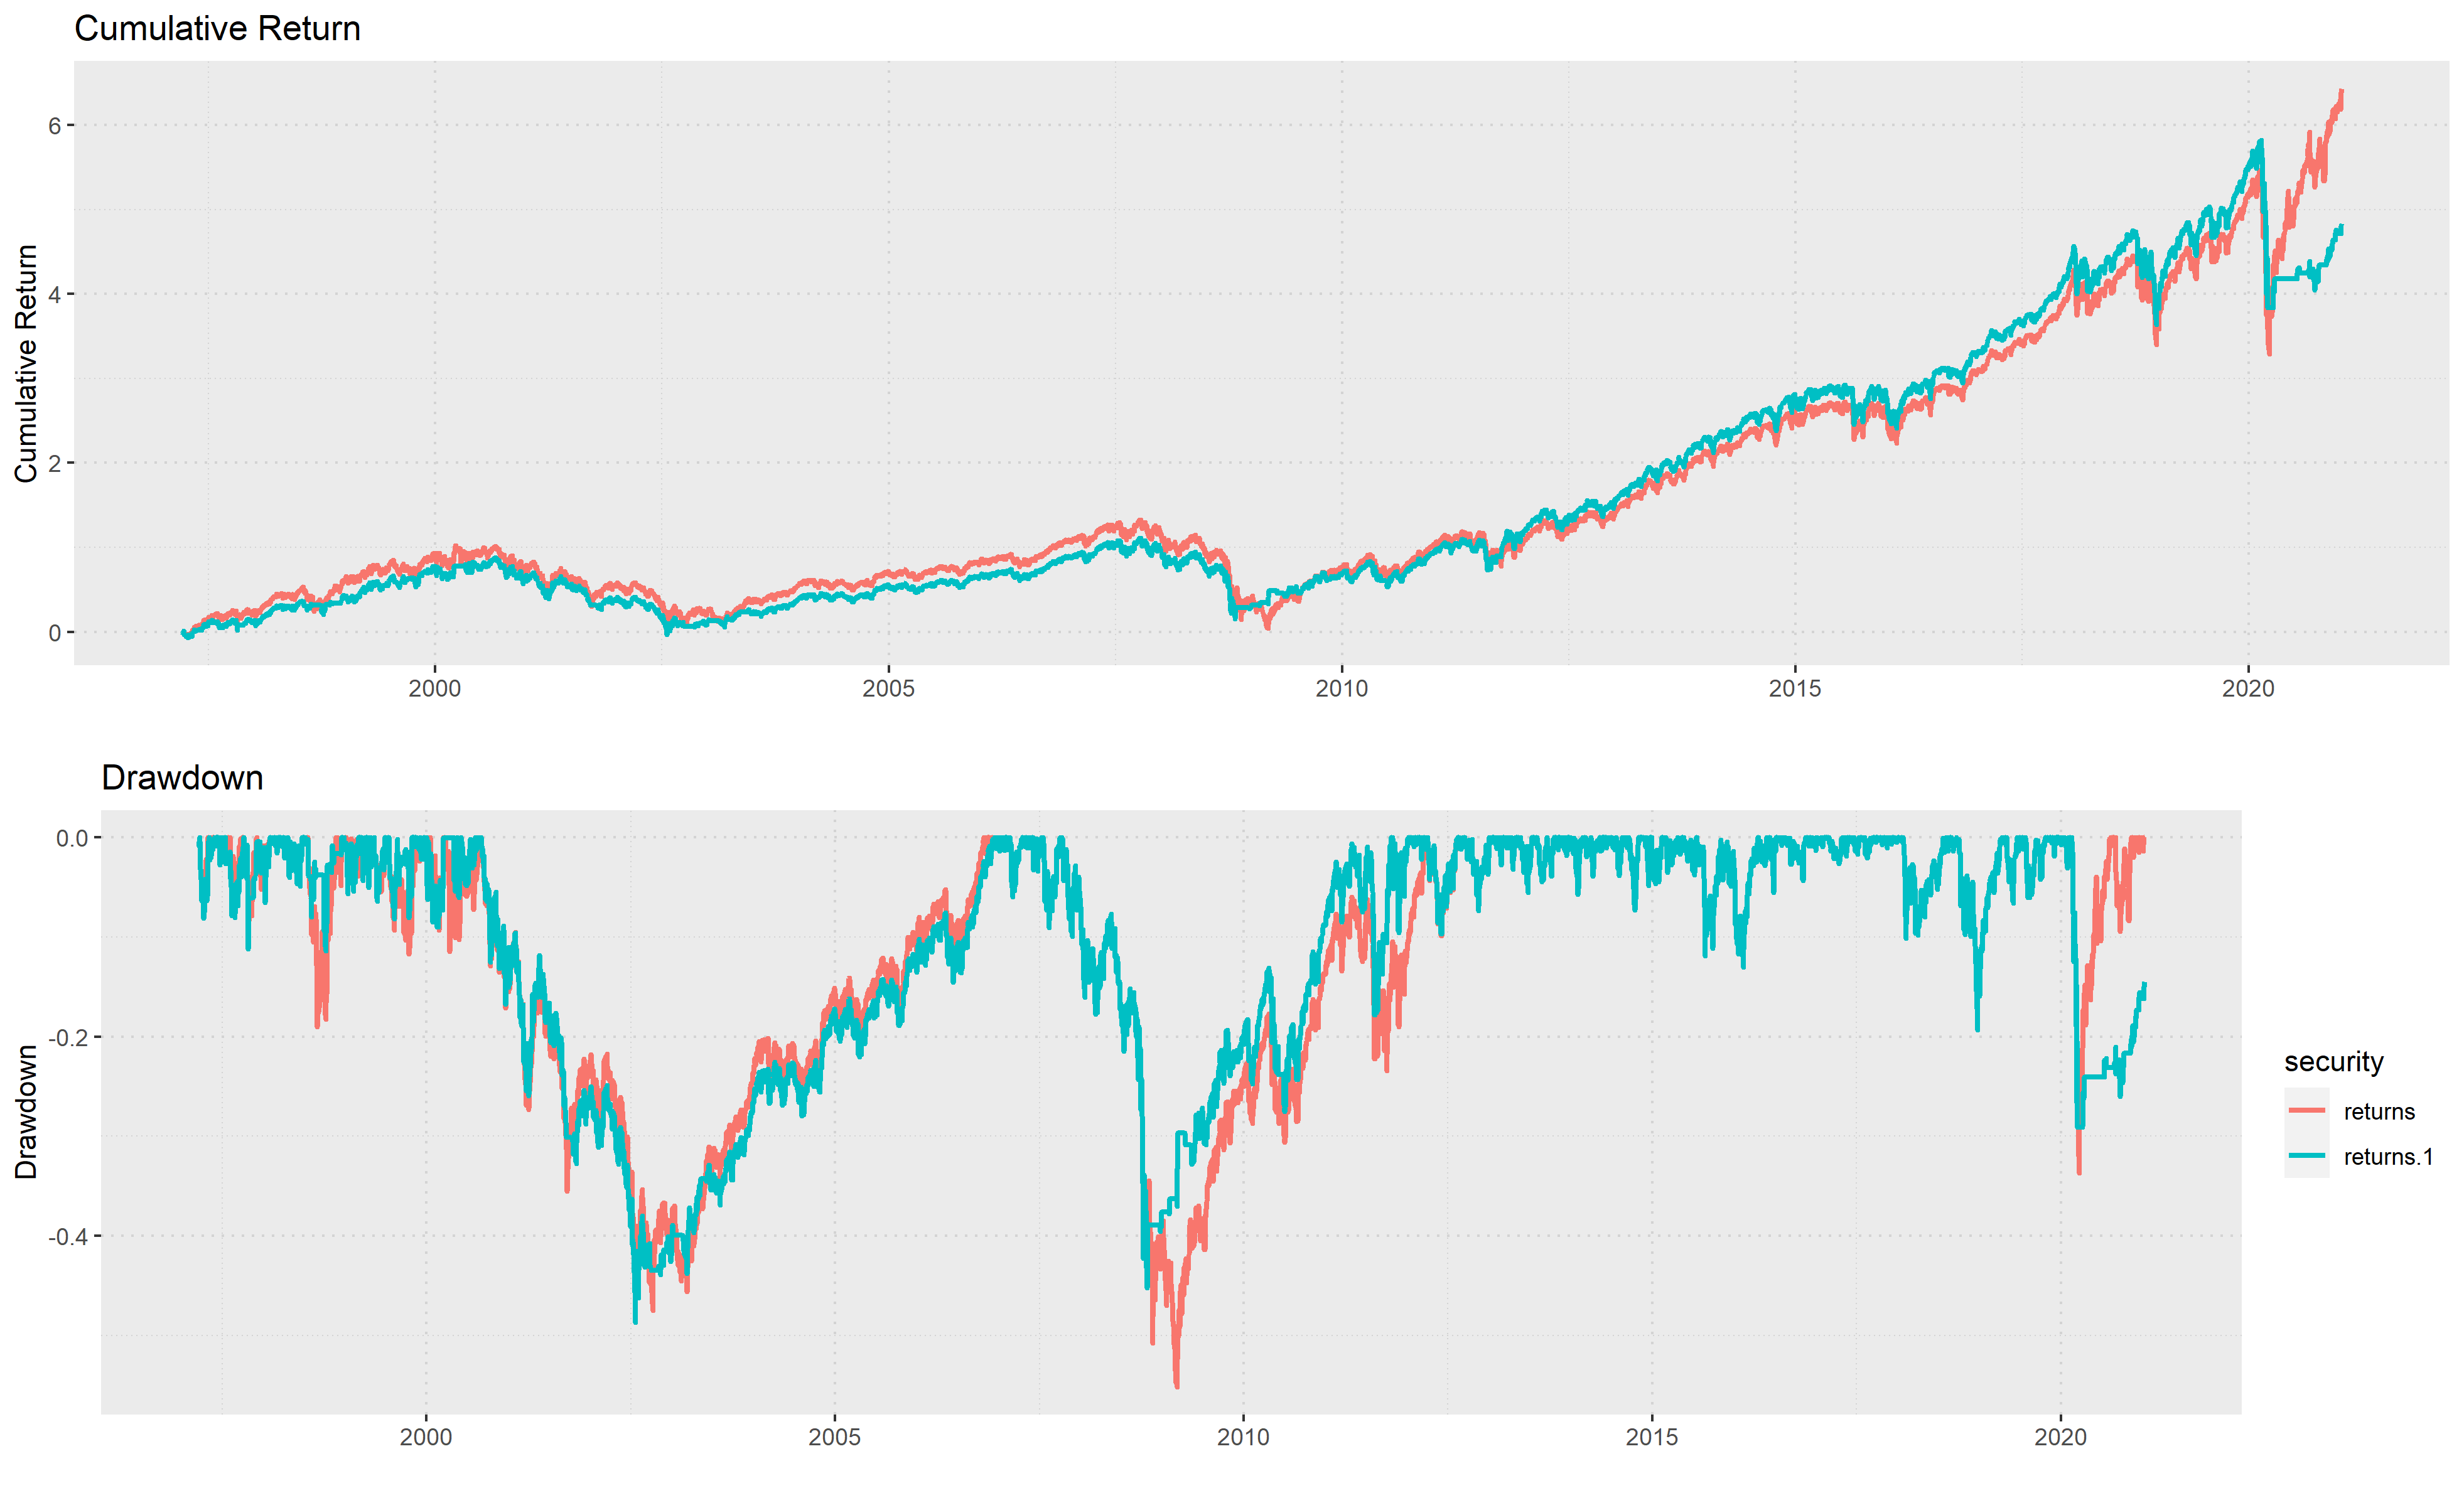 Cumulative Return
Cumulative Return
6
4
2
0
2000 2005 2010 2015 2020
Drawdown
Drawdown
0.0
-0.2
-0.4
2000 2005 2010 2015 2020
security
returns
returns.1